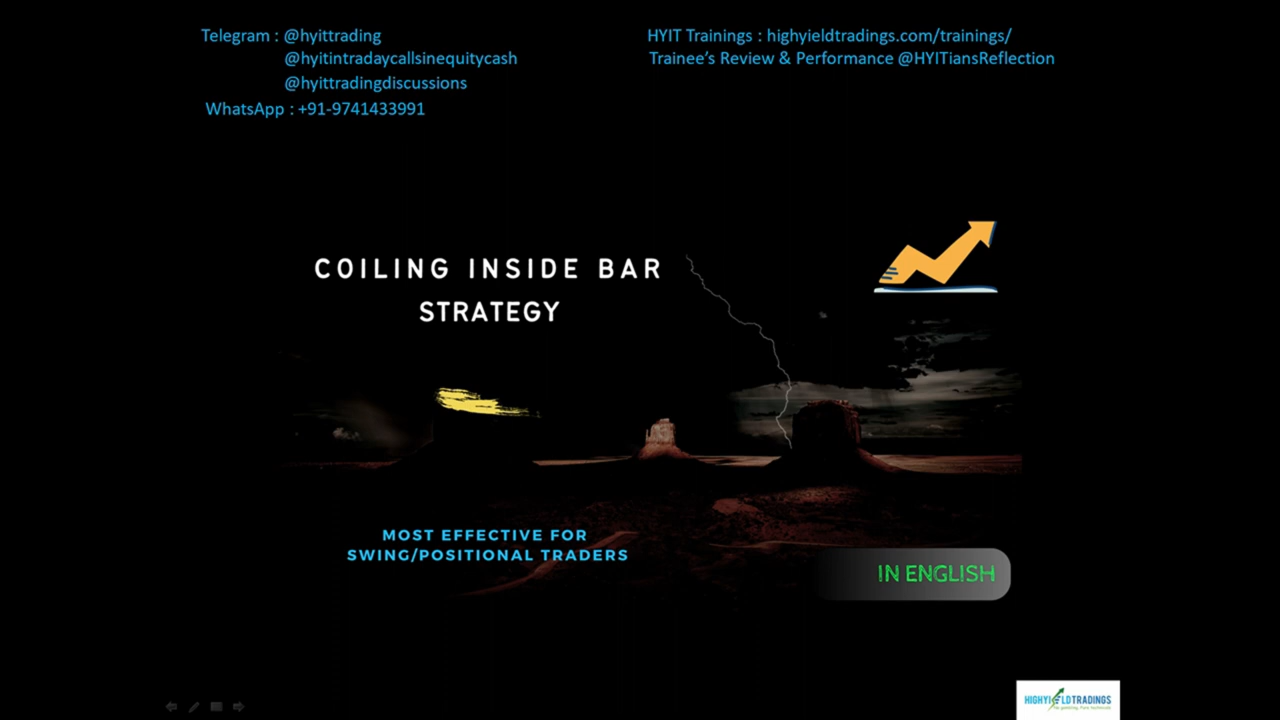 Telegram : @hyittrading
@hyitintradaycallsinequitycash
@hyittradingdiscussions
WhatsApp : +91-9741433991
HYIT Trainings : highyieldtradings.com/trainings/
Trainee’s Review & Performance @HYITiansReflection
COILING INSIDE BAR
STRATEGY
MOST EFFECTIVE FOR
SWING/POSITIONAL TRADERS
IN ENGLISH
HIGHYIELDTRADINGS